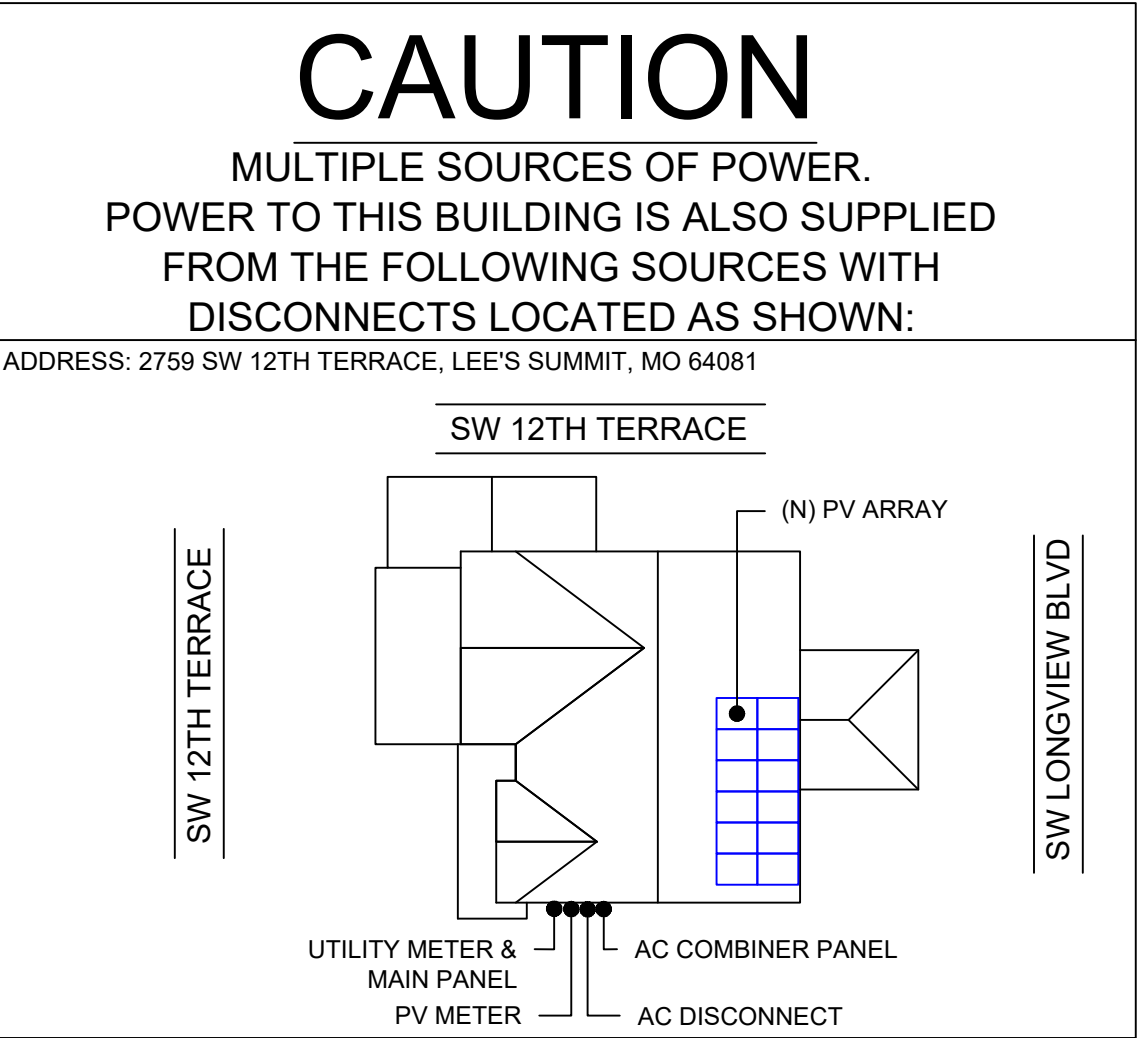 CAUTION
MULTIPLE SOURCES OF POWER.
POWER TO THIS BUILDING IS ALSO SUPPLIED
FROM THE FOLLOWING SOURCES WITH
DISCONNECTS LOCATED AS SHOWN:
ADDRESS: 2759 SW 12TH TERRACE, LEE'S SUMMIT, MO 64081
SW 12TH TERRACE
(N) PV ARRAY
SW 12TH TERRACE
SW LONGVIEW BLVD
UTILITY METER &
MAIN PANEL
AC COMBINER PANEL
PV METER
AC DISCONNECT